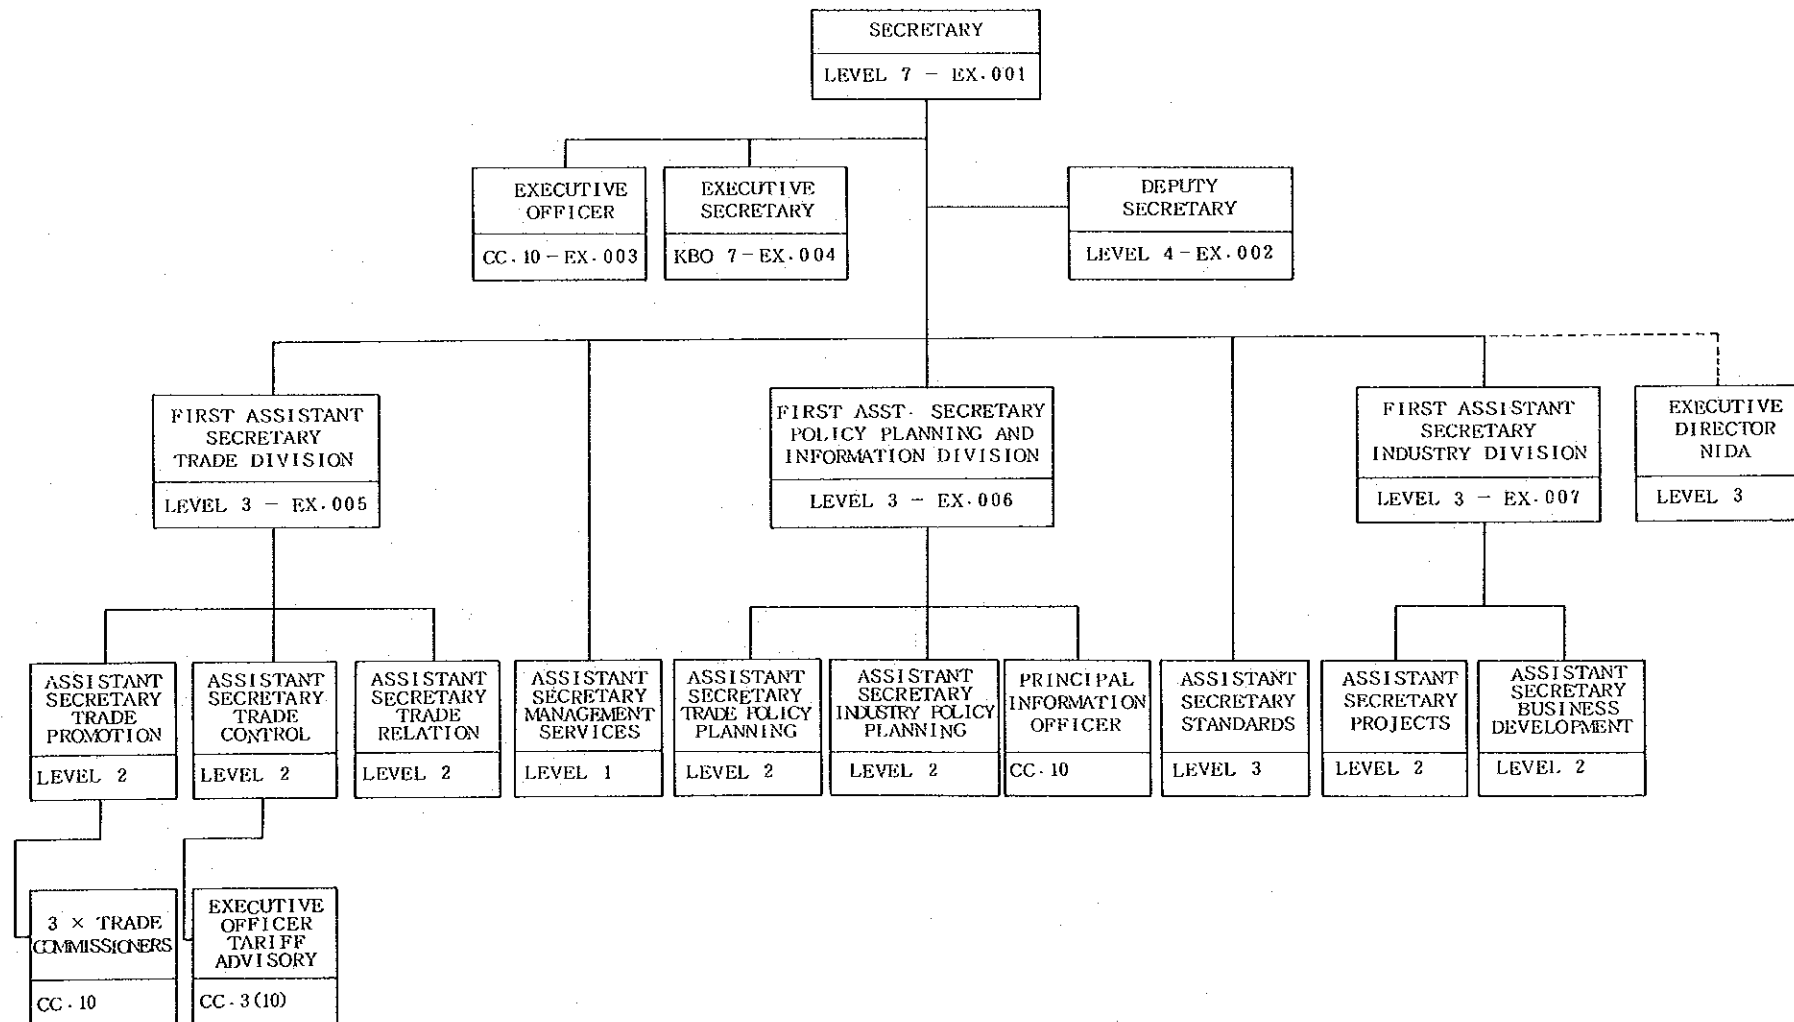 SECRETARY
LEVEL 7 - EX.001
EXECUTIVE
OFFICER
CC.10-EX.003
EXECUTIVE
SECRETARY
KBO 7-EX.004
DEPUTY
SECRETARY
LEVEL 4-EX.002
FIRST ASSISTANT
SECRETARY
TRADE DIVISION
LEVEL 3 - EX.005
FIRST ASST. SECRETARY
POLICY PLANNING AND
INFORMATION DIVISION
LEVEL 3 - EX.006
FIRST ASSISTANT
SECRETARY
INDUSTRY DIVISION
LEVEL 3 - EX.007
EXECUTIVE
DIRECTOR
NIDA
LEVEL 3
ASSISTANT
SECRETARY
TRADE
PROMOTION
LEVEL 2
ASSISTANT
SECRETARY
TRADE
CONTROL
LEVEL 2
ASSISTANT
SECRETARY
TRADE
RELATION
LEVEL 2
ASSISTANT
SECRETARY
MANAGEMENT
SERVICES
LEVEL 1
ASSISTANT
SECRETARY
TRADE POLICY
PLANNING
LEVEL 2
ASSISTANT
SECRETARY
INDUSTRY POLICY
PLANNING
LEVEL 2
PRINCIPAL
INFORMATION
OFFICER
CC.10
ASSISTANT
SECRETARY
STANDARDS
LEVEL 3
ASSISTANT
SECRETARY
PROJECTS
LEVEL 2
ASSISTANT
SECRETARY
BUSINESS
DEVELOPMENT
LEVEL 2
3 × TRADE
COMMISSIONERS
CC.10
EXECUTIVE
OFFICER
TARIFF
ADVISORY
CC.3(10)